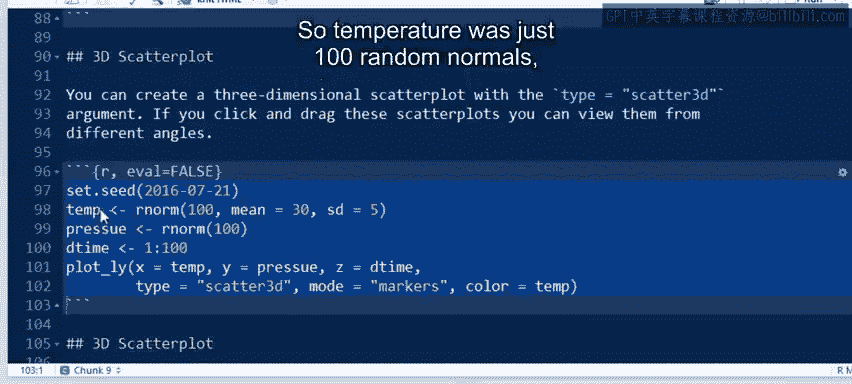 GPT中英字幕课程资源@bilibili.com
So temperature was just
100 random normals,
88 ```
89
90 ## 3D Scatterplot
91
92 You can create a three-dimensional scatterplot with the `type = "scatter3d"`
93 argument. If you click and drag these scatterplots you can view them from
94 different angles.
95
96 ```{r, eval=FALSE}
97 set.seed(2016-07-21)
98 temp <- rnorm(100, mean = 30, sd = 5)
99 pressue <- rnorm(100)
100 dtime <- 1:100
101 plot_ly(x = temp, y = pressue, z = dtime,
102 type = "scatter3d", mode = "markers", color = temp)
103 ```
104
105 ## 3D Scatterplot
103:1 Chunk 9 R M